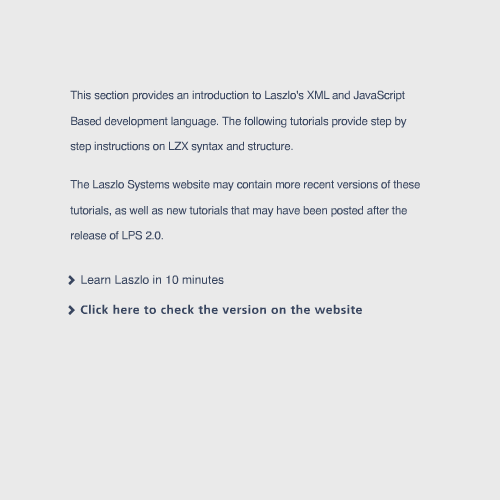 This section provides an introduction to Laszlo's XML and JavaScript
Based development language. The following tutorials provide step by
step instructions on LZX syntax and structure.
The Laszlo Systems website may contain more recent versions of these
tutorials, as well as new tutorials that may have been posted after the
release of LPS 2.0.
Learn Laszlo in 10 minutes
Click here to check the version on the website